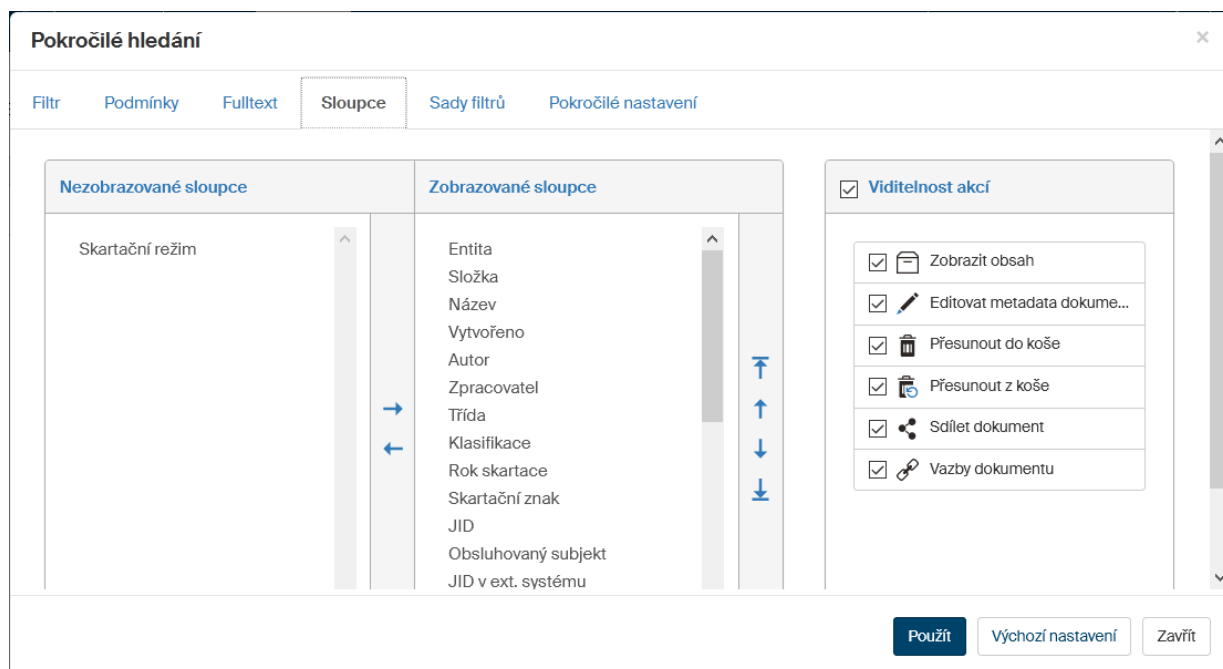 Pokročilé hledání
Filtr Podmínky Fulltext Sloupce Sady filtrů Pokročilé nastavení
Nezobrazované sloupce
Skartační režim
Zobrazované sloupce
Entita
Složka
Název
Vytvořeno
Autor
Zpracovatel
Třída
Klasifikace
Rok skartace
Skartační znak
JID
Obsluhovaný subjekt
JID v ext. systému
Viditelnost akcí
Zobrazit obsah
Editovat metadata dokume...
Přesunout do koše
Přesunout z koše
Sdílet dokument
Vazby dokumentu
Použít Výchozí nastavení Zavřít